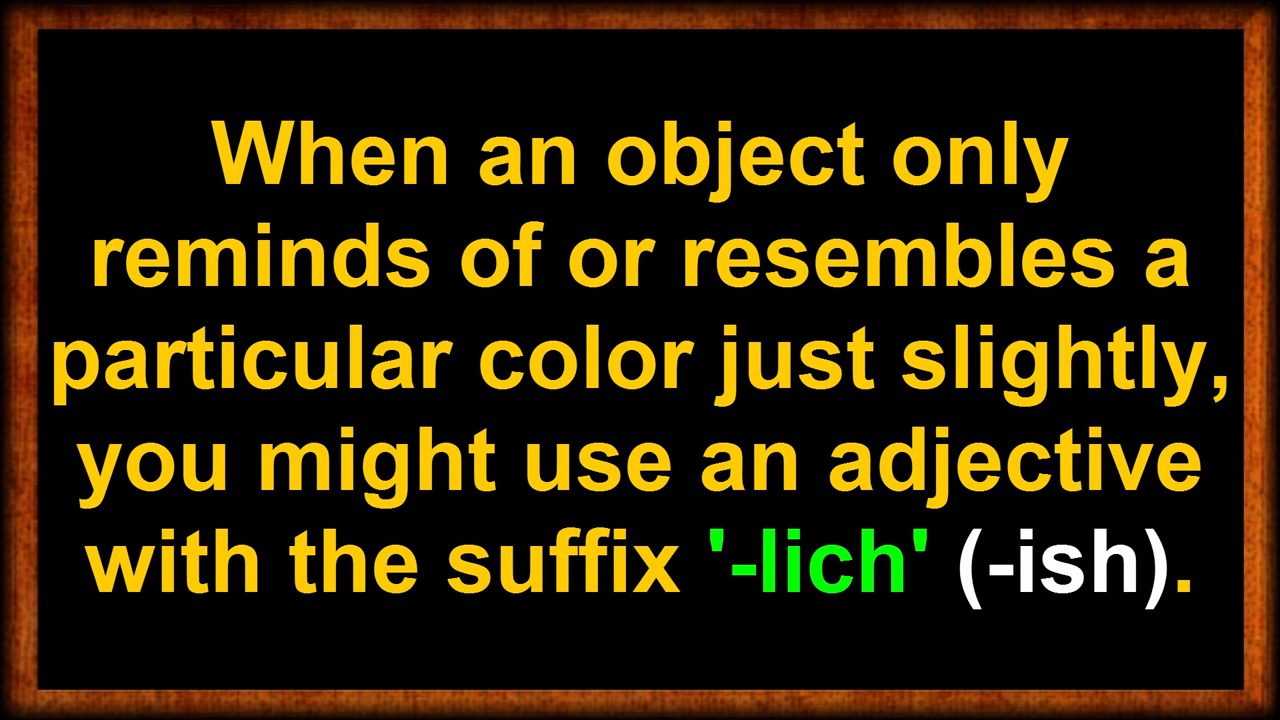 When an object only
reminds of or resembles a
particular color just slightly,
you might use an adjective
with the suffix '-lich' (-ish).